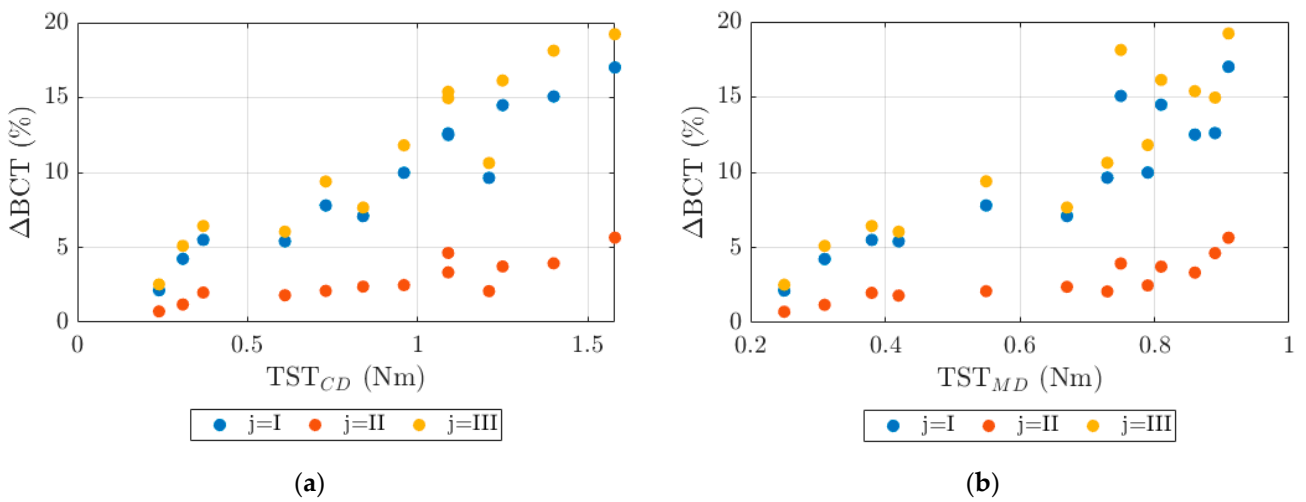 20
15
10
5
0
ΔBCT (%)
0 0.5 1 1.5
TST_CD (Nm)
j=I j=II j=III
(a)
20
15
10
5
0
ΔBCT (%)
0.2 0.4 0.6 0.8 1
TST_MD (Nm)
j=I j=II j=III
(b)